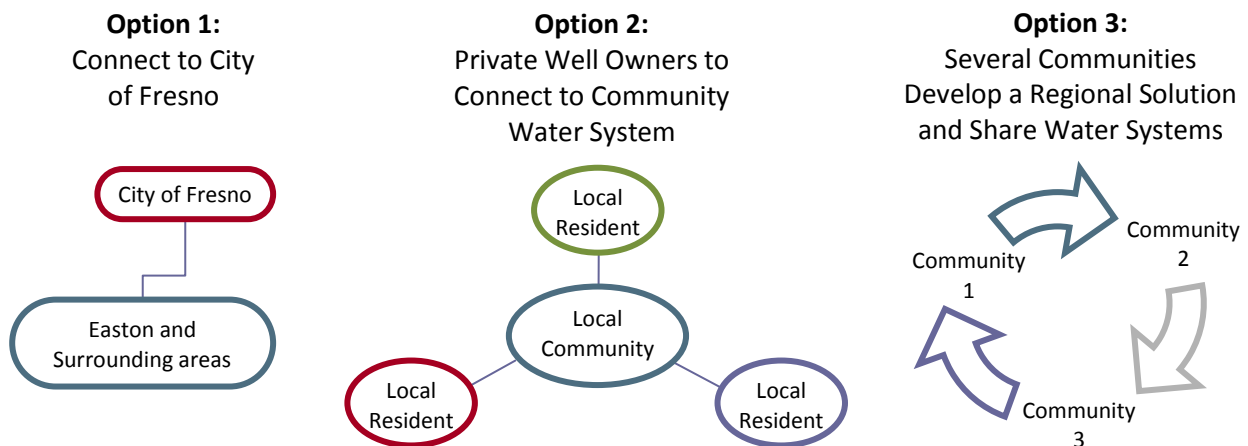 Option 1:
Connect to City
of Fresno
City of Fresno
Easton and
Surrounding areas
Option 2:
Private Well Owners to
Connect to Community
Water System
Local
Resident
Local
Community
Local
Resident
Local
Resident
Option 3:
Several Communities
Develop a Regional Solution
and Share Water Systems
Community
1
Community
2
Community
3